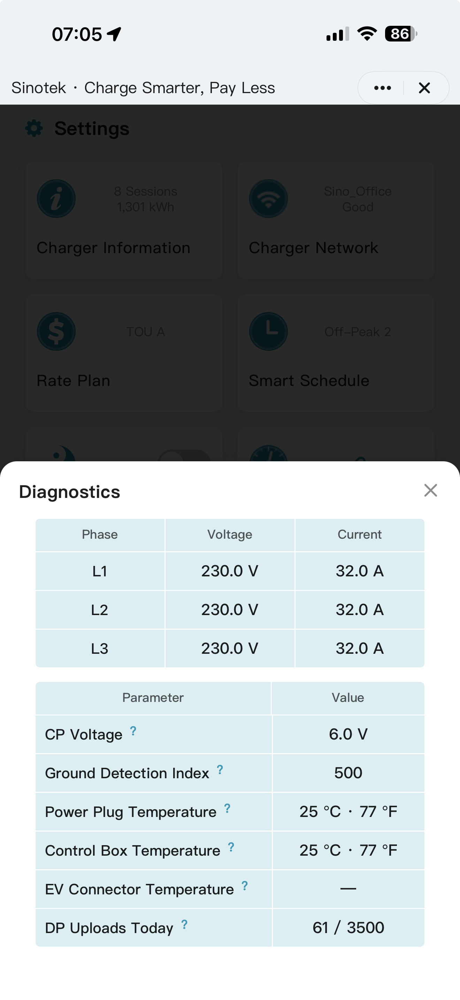 07:05
86
Sinotek · Charge Smarter, Pay Less
Settings
8 Sessions
1,301 kWh
Charger Information
Sino_Office
Good
Charger Network
TOU A
Rate Plan
Off-Peak 2
Smart Schedule
Diagnostics
Phase Voltage Current
L1 230.0 V 32.0 A
L2 230.0 V 32.0 A
L3 230.0 V 32.0 A
Parameter Value
CP Voltage ? 6.0 V
Ground Detection Index ? 500
Power Plug Temperature ? 25 °C · 77 °F
Control Box Temperature ? 25 °C · 77 °F
EV Connector Temperature ? —
DP Uploads Today ? 61 / 3500